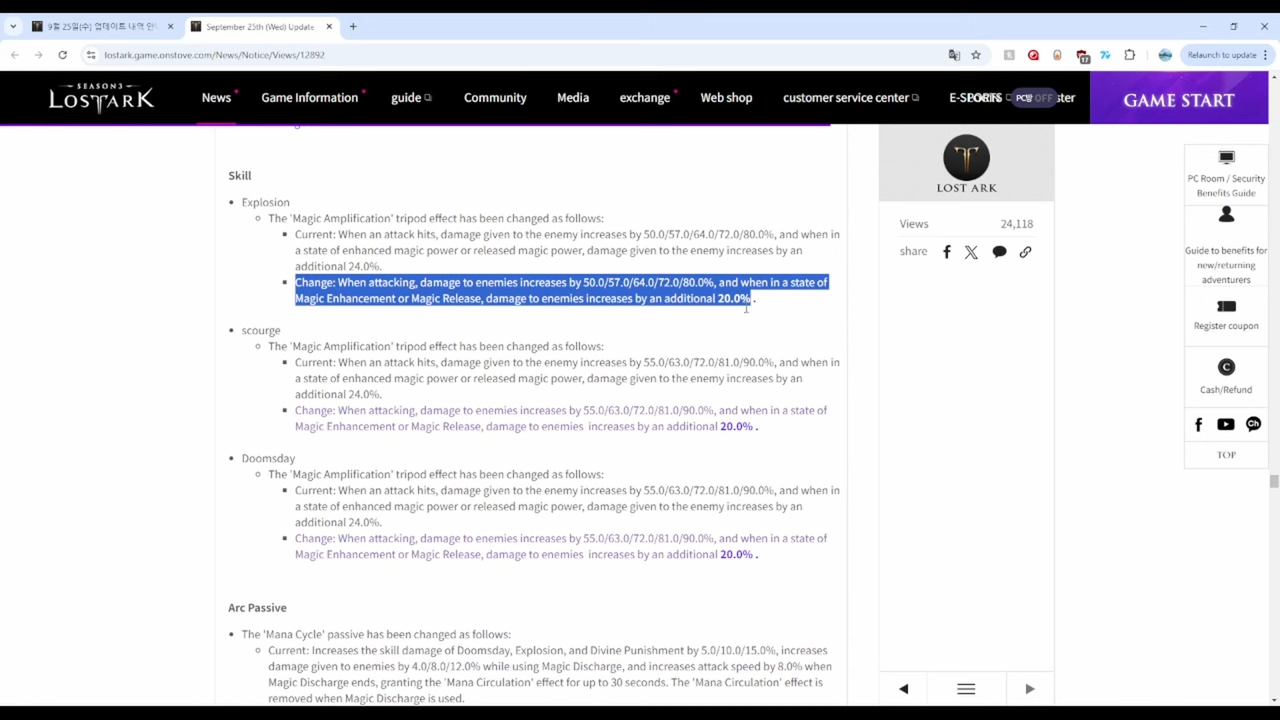 9월 25일(수) 업데이트 내역 안
September 25th (Wed) Update
lostark.game.onstove.com/News/Notice/Views/12892
17
Relaunch to update
SEASON3
LOSTARK
News
Game Information
guide
Community
Media
exchange
Web shop
customer service center
E-SPORTS
PC방 OFF
ster
GAME START
Skill
Explosion
The 'Magic Amplification' tripod effect has been changed as follows:
Current: When an attack hits, damage given to the enemy increases by 50.0/57.0/64.0/72.0/80.0%, and when in
a state of enhanced magic power or released magic power, damage given to the enemy increases by an
additional 24.0%.
Change: When attacking, damage to enemies increases by 50.0/57.0/64.0/72.0/80.0%, and when in a state of
Magic Enhancement or Magic Release, damage to enemies increases by an additional 20.0% .
scourge
The 'Magic Amplification' tripod effect has been changed as follows:
Current: When an attack hits, damage given to the enemy increases by 55.0/63.0/72.0/81.0/90.0%, and when in
a state of enhanced magic power or released magic power, damage given to the enemy increases by an
additional 24.0%.
Change: When attacking, damage to enemies increases by 55.0/63.0/72.0/81.0/90.0%, and when in a state of
Magic Enhancement or Magic Release, damage to enemies increases by an additional 20.0% .
Doomsday
The 'Magic Amplification' tripod effect has been changed as follows:
Current: When an attack hits, damage given to the enemy increases by 55.0/63.0/72.0/81.0/90.0%, and when in
a state of enhanced magic power or released magic power, damage given to the enemy increases by an
additional 24.0%.
Change: When attacking, damage to enemies increases by 55.0/63.0/72.0/81.0/90.0%, and when in a state of
Magic Enhancement or Magic Release, damage to enemies increases by an additional 20.0% .
Arc Passive
The 'Mana Cycle' passive has been changed as follows:
Current: Increases the skill damage of Doomsday, Explosion, and Divine Punishment by 5.0/10.0/15.0%, increases
damage given to enemies by 4.0/8.0/12.0% while using Magic Discharge, and increases attack speed by 8.0% when
Magic Discharge ends, granting the 'Mana Circulation' effect for up to 30 seconds. The 'Mana Circulation' effect is
removed when Magic Discharge is used.
LOST ARK
Views 24,118
share
PC Room / Security
Benefits Guide
Guide to benefits for
new/returning
adventurers
Register coupon
Cash/Refund
Ch
TOP